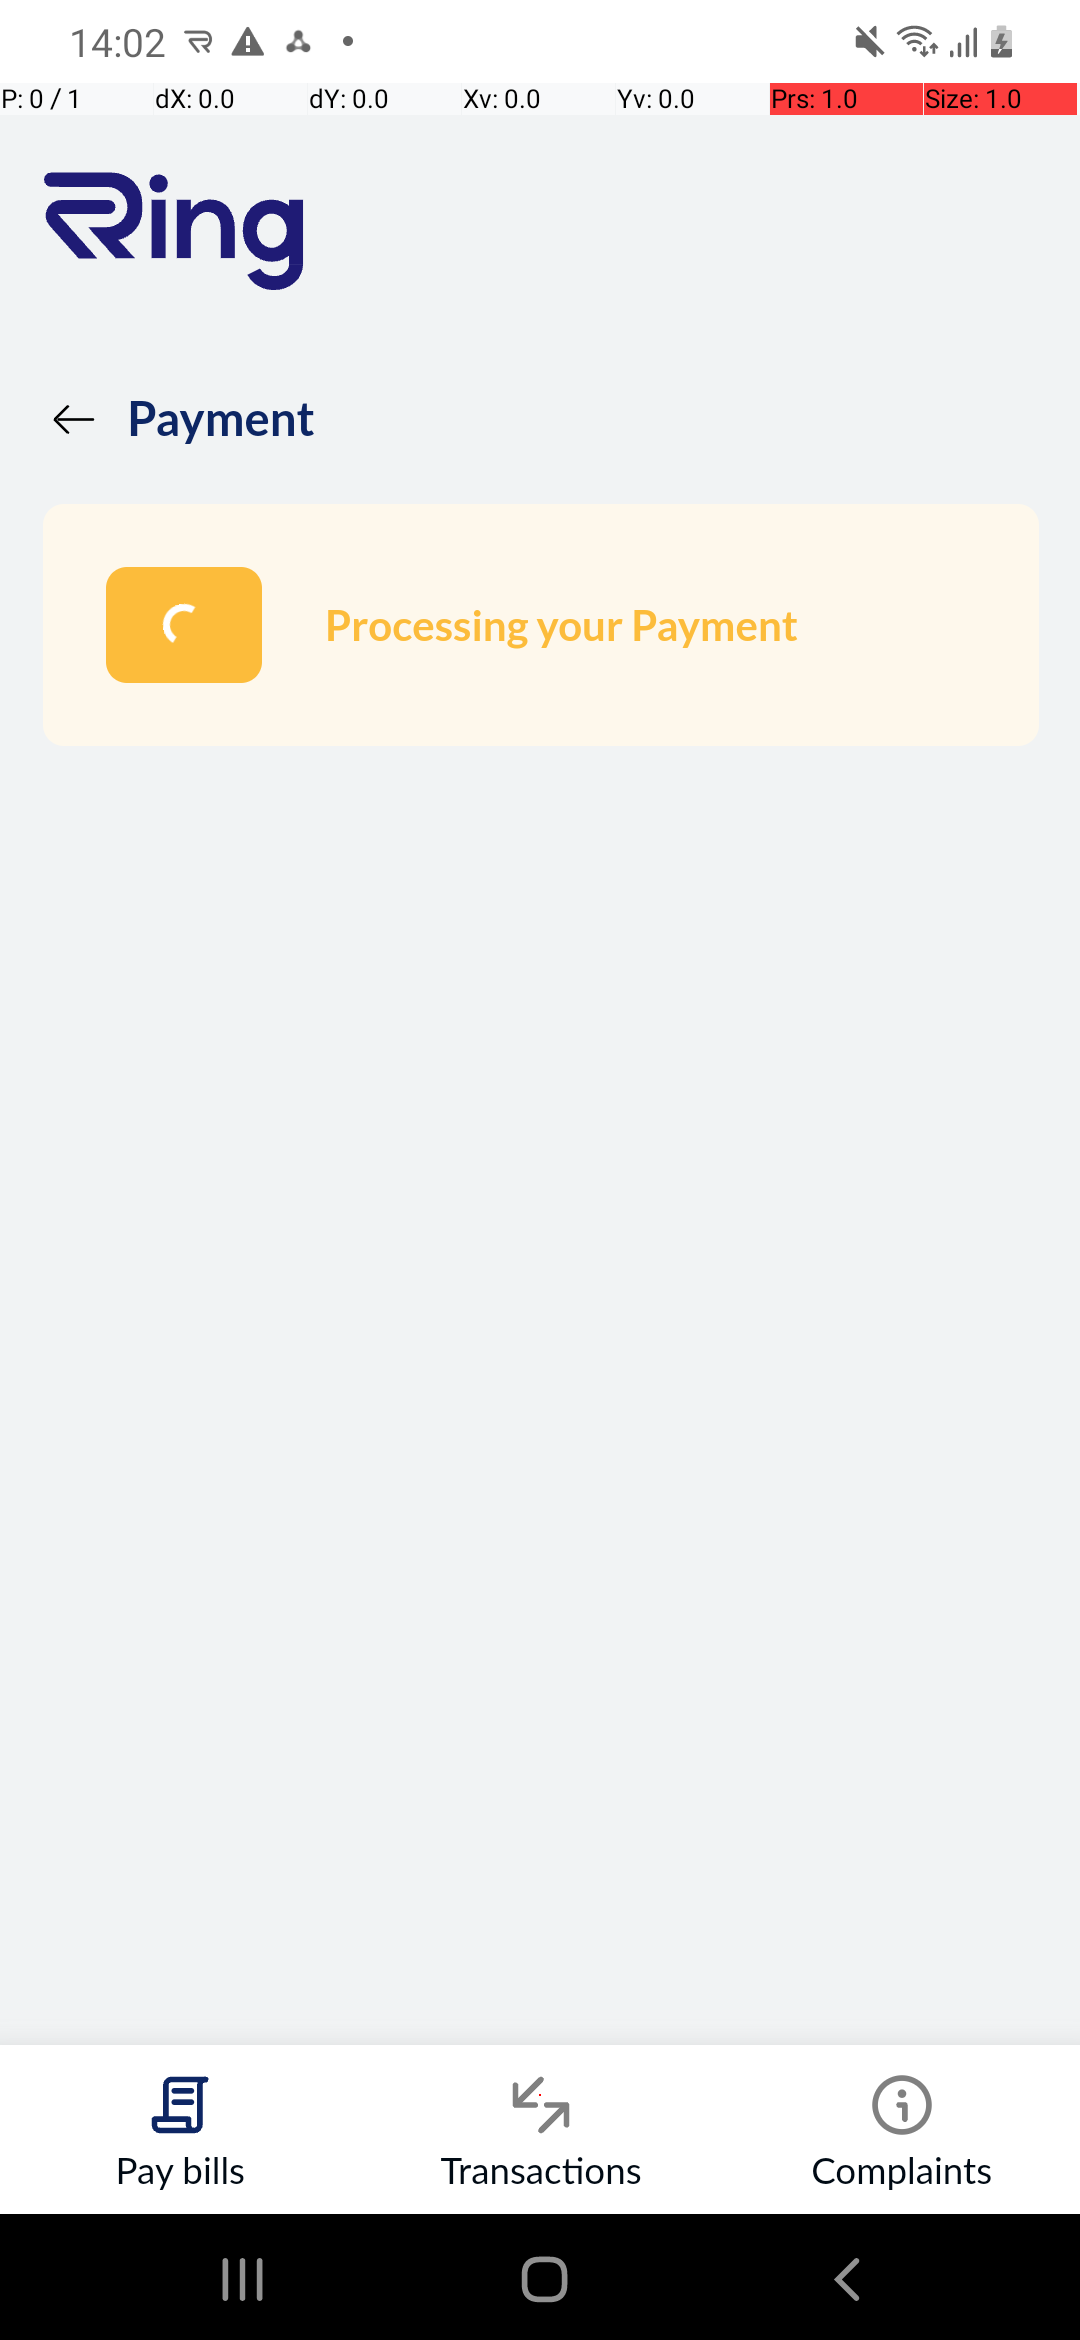 14:02
P: 0 / 1 dX: 0.0 dY: 0.0 Xv: 0.0 Yv: 0.0 Prs: 1.0 Size: 1.0
Ring
Payment
Processing your Payment
Pay bills Transactions Complaints